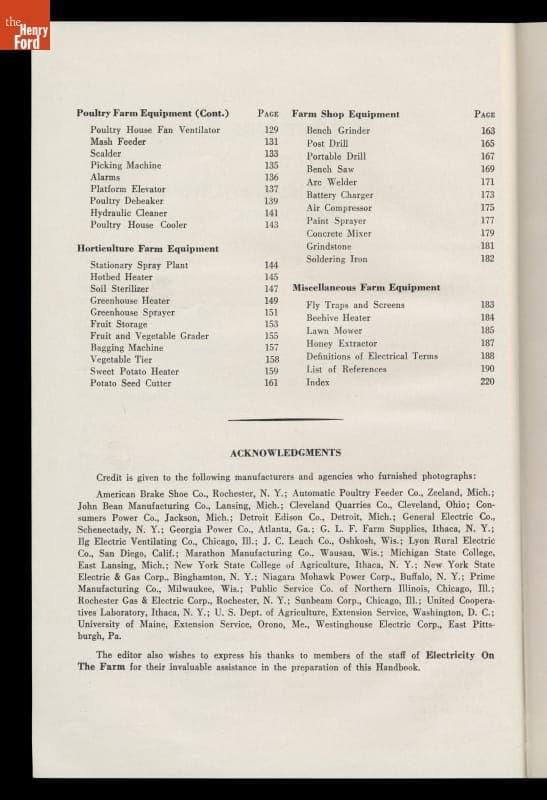 the
Henry
Ford
Poultry Farm Equipment (Cont.) PAGE
Poultry House Fan Ventilator 129
Mash Feeder 131
Scalder 133
Picking Machine 135
Alarms 136
Platform Elevator 137
Poultry Debeaker 139
Hydraulic Cleaner 141
Poultry House Cooler 143
Horticulture Farm Equipment
Stationary Spray Plant 144
Hotbed Heater 145
Soil Sterilizer 147
Greenhouse Heater 149
Greenhouse Sprayer 151
Fruit Storage 153
Fruit and Vegetable Grader 155
Bagging Machine 157
Vegetable Tier 158
Sweet Potato Heater 159
Potato Seed Cutter 161
Farm Shop Equipment PAGE
Bench Grinder 163
Post Drill 165
Portable Drill 167
Bench Saw 169
Arc Welder 171
Battery Charger 173
Air Compressor 175
Paint Sprayer 177
Concrete Mixer 179
Grindstone 181
Soldering Iron 182
Miscellaneous Farm Equipment
Fly Traps and Screens 183
Beehive Heater 184
Lawn Mower 185
Honey Extractor 187
Definitions of Electrical Terms 188
List of References 190
Index 220
ACKNOWLEDGMENTS
Credit is given to the following manufacturers and agencies who furnished photographs:
American Brake Shoe Co., Rochester, N. Y.; Automatic Poultry Feeder Co., Zeeland, Mich.;
John Bean Manufacturing Co., Lansing, Mich.; Cleveland Quarries Co., Cleveland, Ohio; Con-
sumers Power Co., Jackson, Mich.; Detroit Edison Co., Detroit, Mich.; General Electric Co.,
Schenectady, N. Y.; Georgia Power Co., Atlanta, Ga.; G. L. F. Farm Supplies, Ithaca, N. Y.;
Ilg Electric Ventilating Co., Chicago, Ill.; J. C. Leach Co., Oshkosh, Wis.; Lyon Rural Electric
Co., San Diego, Calif.; Marathon Manufacturing Co., Wausau, Wis.; Michigan State College,
East Lansing, Mich.; New York State College of Agriculture, Ithaca, N. Y.; New York State
Electric & Gas Corp., Binghamton, N. Y.; Niagara Mohawk Power Corp., Buffalo, N. Y.; Prime
Manufacturing Co., Milwaukee, Wis.; Public Service Co. of Northern Illinois, Chicago, Ill.;
Rochester Gas & Electric Corp., Rochester, N. Y.; Sunbeam Corp., Chicago, Ill.; United Coopera-
tives Laboratory, Ithaca, N. Y.; U. S. Dept. of Agriculture, Extension Service, Washington, D. C.;
University of Maine, Extension Service, Orono, Me., Westinghouse Electric Corp., East Pitts-
burgh, Pa.
The editor also wishes to express his thanks to members of the staff of Electricity On
The Farm for their invaluable assistance in the preparation of this Handbook.